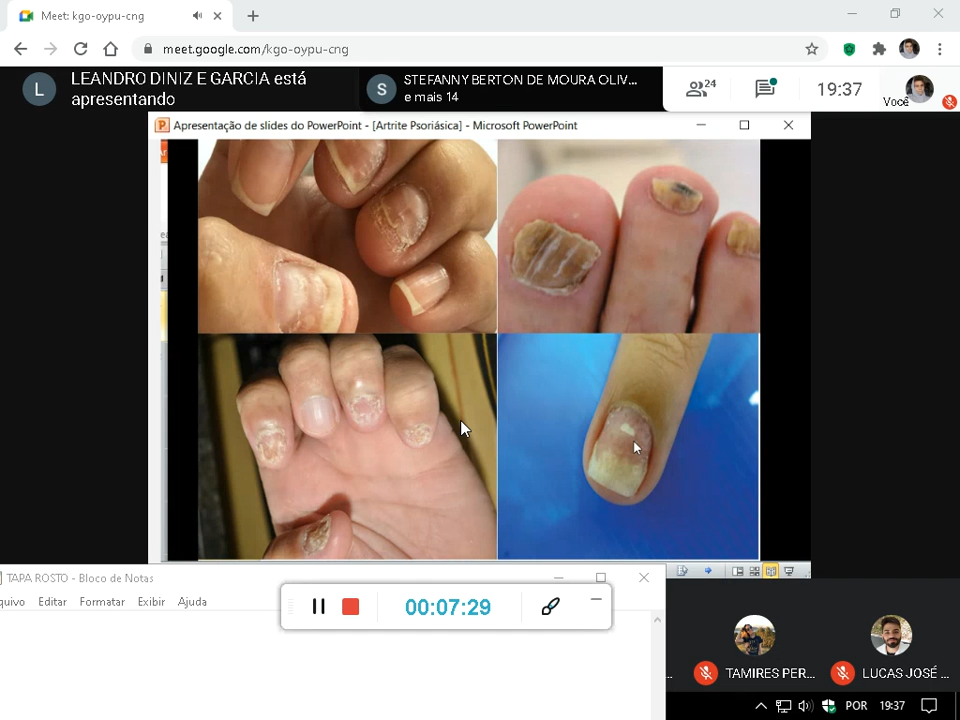 Meet: kgo-oypu-cng
meet.google.com/kgo-oypu-cng
L
LEANDRO DINIZ E GARCIA está
apresentando
S
STEFANNY BERTON DE MOURA OLIV...
e mais 14
24
19:37
Você
Apresentação de slides do PowerPoint - [Artrite Psoriásica] - Microsoft PowerPoint
TAPA ROSTO - Bloco de Notas
quivo Editar Formatar Exibir Ajuda
00:07:29
... TAMIRES PER... LUCAS JOSÉ ...
POR 19:37